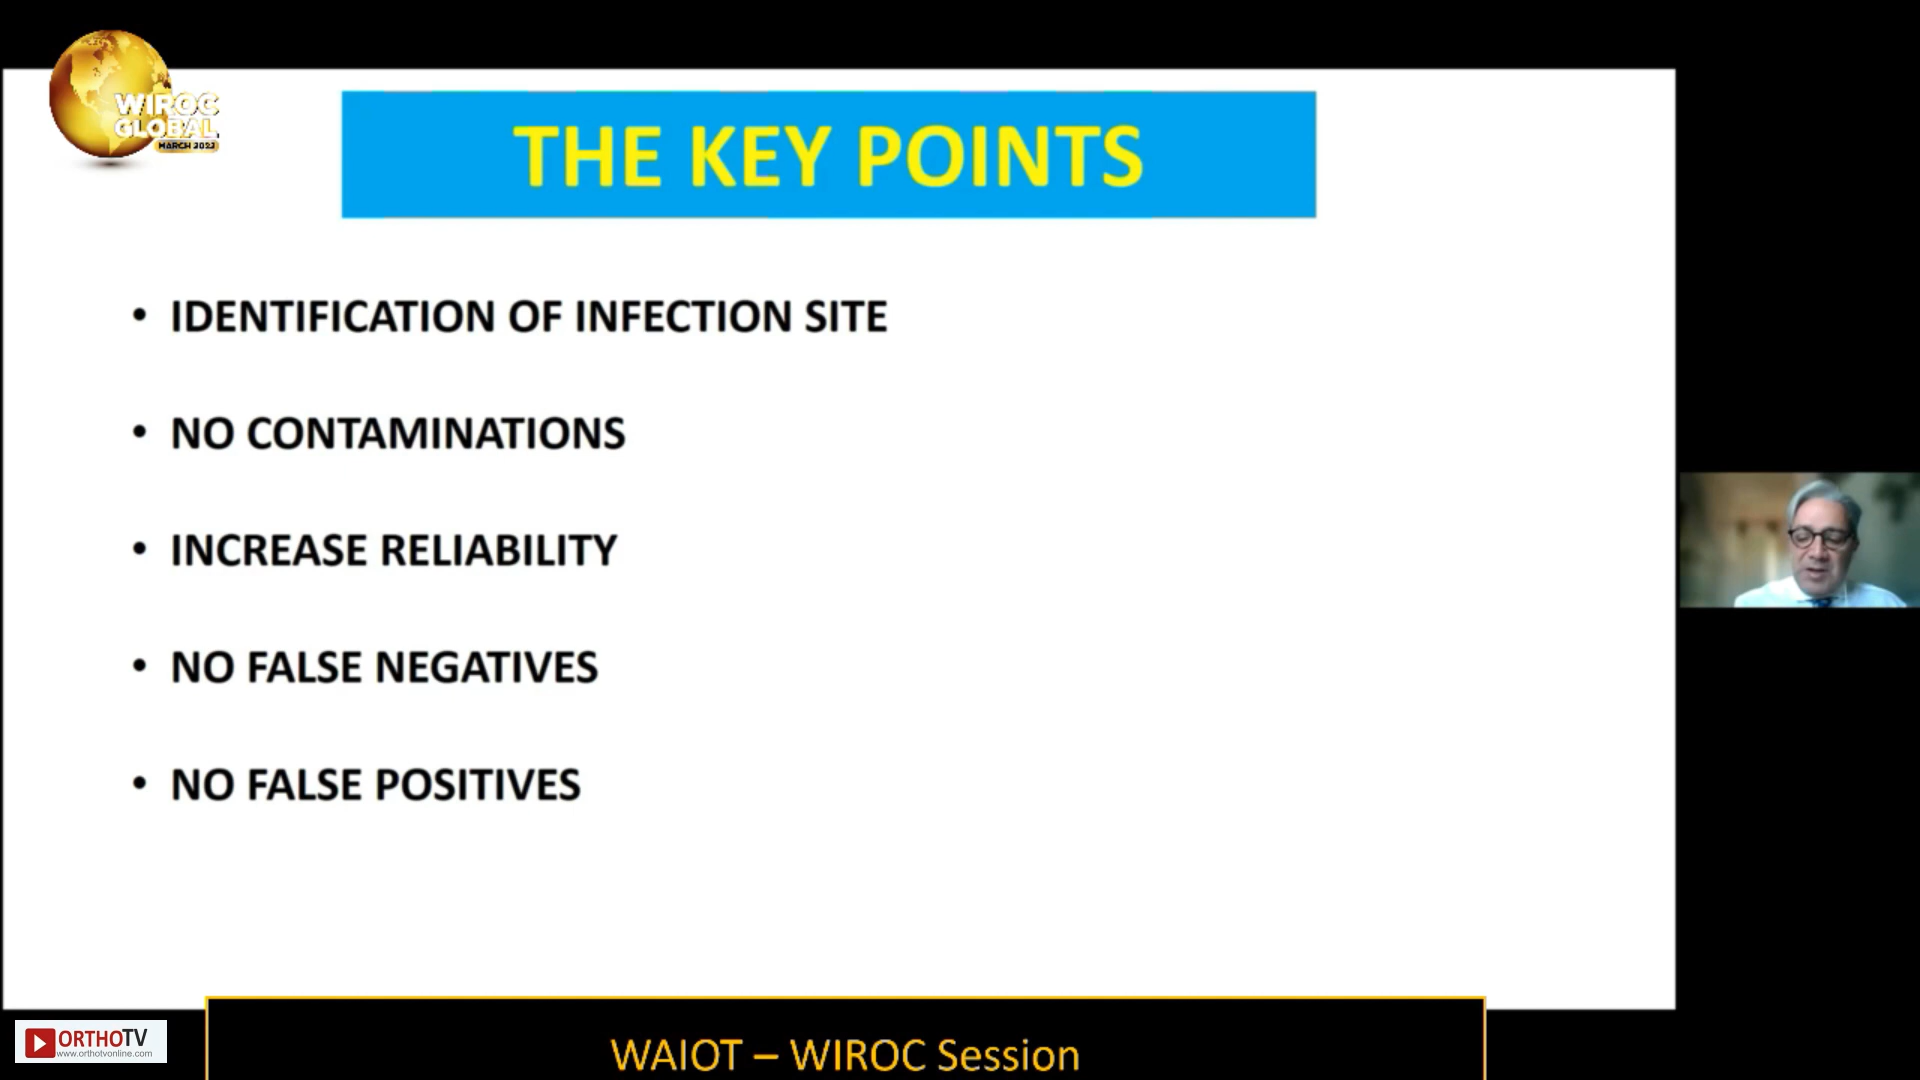 WIROC
GLOBAL
MARCH 2023
THE KEY POINTS
• IDENTIFICATION OF INFECTION SITE
• NO CONTAMINATIONS
• INCREASE RELIABILITY
• NO FALSE NEGATIVES
• NO FALSE POSITIVES
ORTHOTV
www.orthotvonline.com
WAIOT – WIROC Session